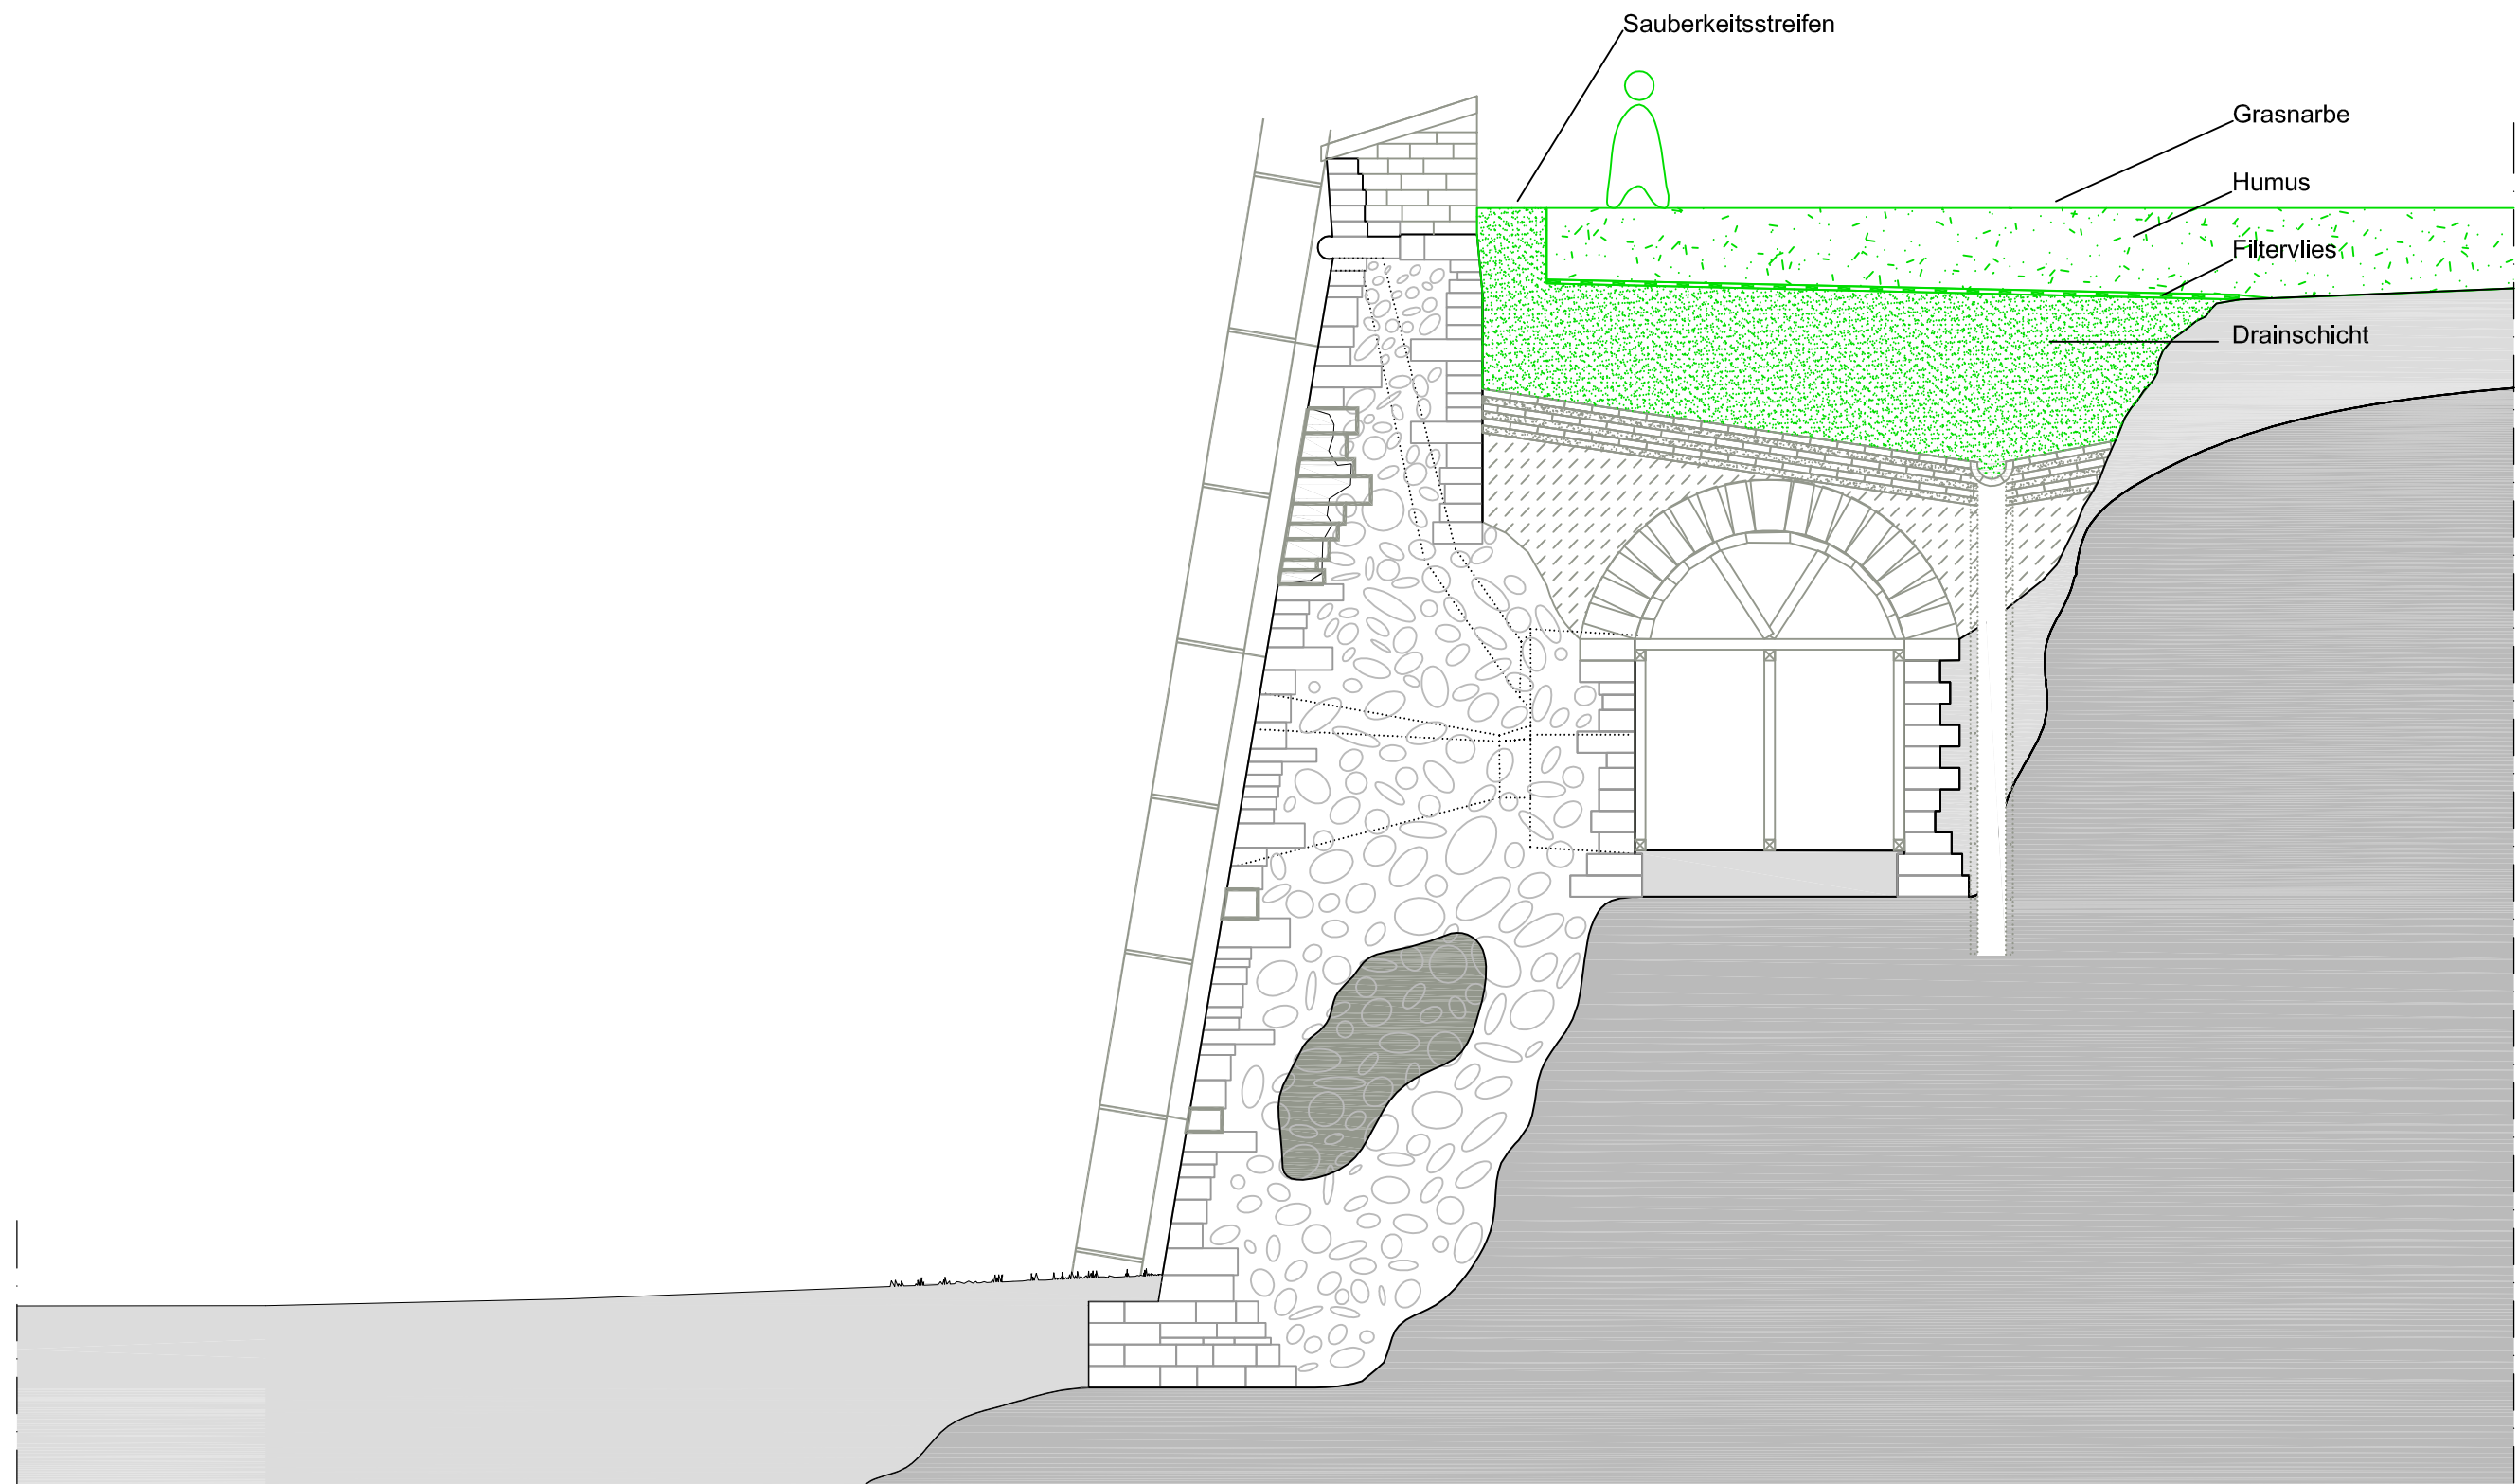 Sauberkeitsstreifen
Grasnarbe
Humus
Filtervlies
Drainschicht